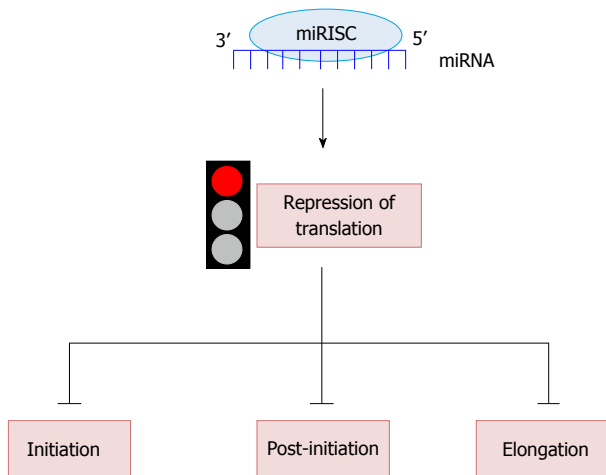 miRISC
3′ 5′
miRNA
Repression of
translation
Initiation
Post-initiation
Elongation